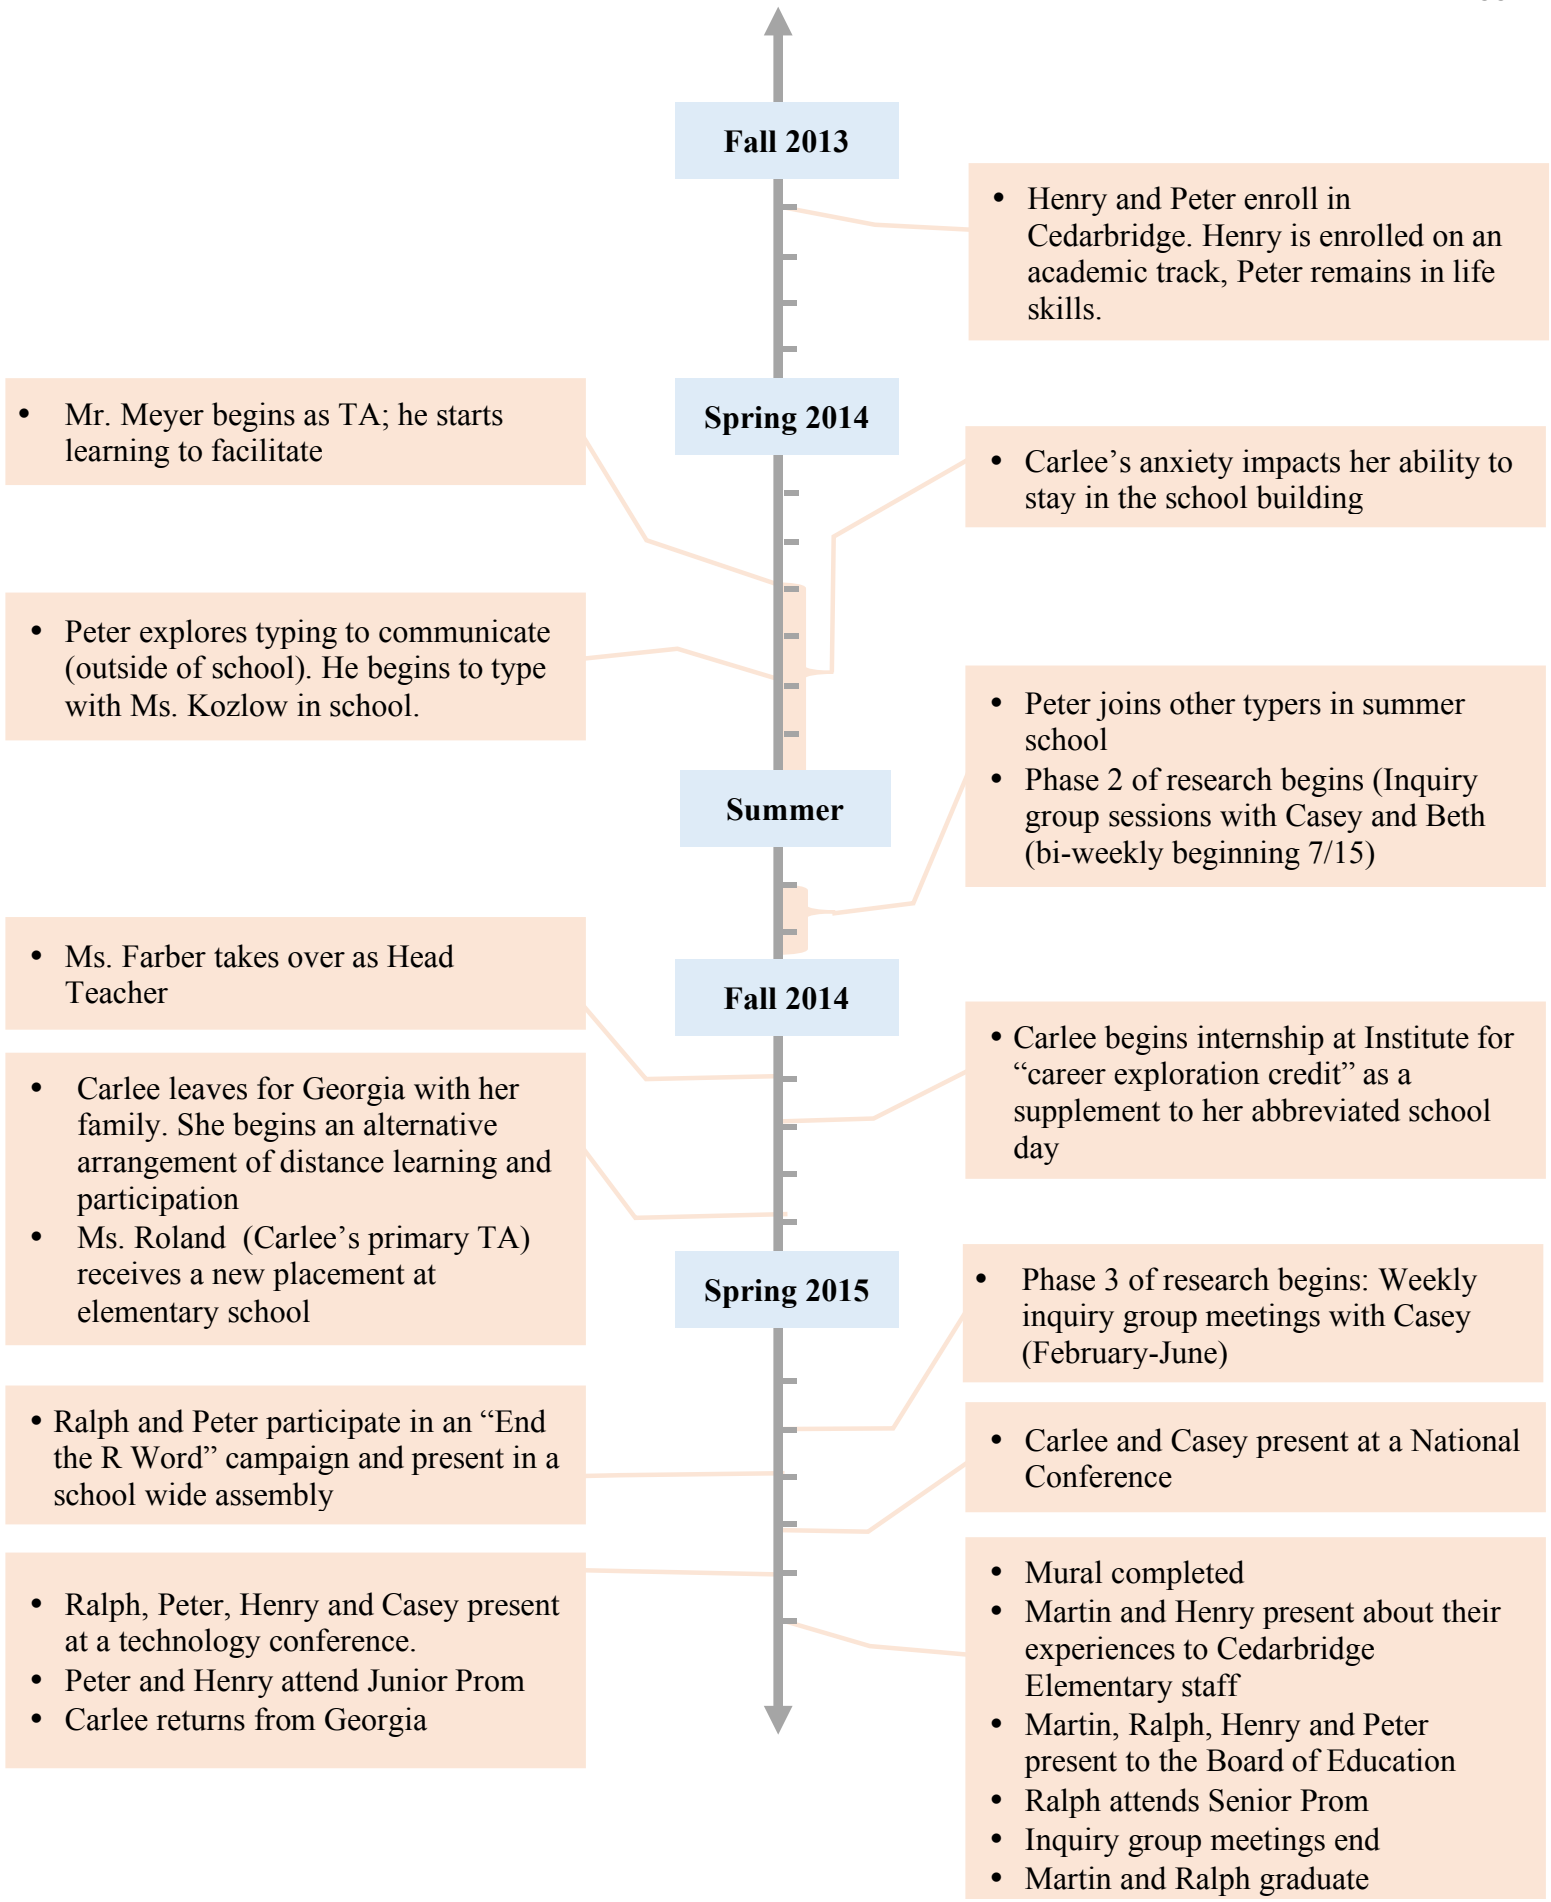 Fall 2013
• Henry and Peter enroll in
Cedarbridge. Henry is enrolled on an
academic track, Peter remains in life
skills.
• Mr. Meyer begins as TA; he starts
learning to facilitate
Spring 2014
• Carlee’s anxiety impacts her ability to
stay in the school building
• Peter explores typing to communicate
(outside of school). He begins to type
with Ms. Kozlow in school.
• Peter joins other typers in summer
school
• Phase 2 of research begins (Inquiry
group sessions with Casey and Beth
(bi-weekly beginning 7/15)
Summer
• Ms. Farber takes over as Head
Teacher
Fall 2014
• Carlee begins internship at Institute for
“career exploration credit” as a
supplement to her abbreviated school
day
• Carlee leaves for Georgia with her
family. She begins an alternative
arrangement of distance learning and
participation
• Ms. Roland (Carlee’s primary TA)
receives a new placement at
elementary school
Spring 2015
• Phase 3 of research begins: Weekly
inquiry group meetings with Casey
(February-June)
• Ralph and Peter participate in an “End
the R Word” campaign and present in a
school wide assembly
• Carlee and Casey present at a National
Conference
• Ralph, Peter, Henry and Casey present
at a technology conference.
• Peter and Henry attend Junior Prom
• Carlee returns from Georgia
• Mural completed
• Martin and Henry present about their
experiences to Cedarbridge
Elementary staff
• Martin, Ralph, Henry and Peter
present to the Board of Education
• Ralph attends Senior Prom
• Inquiry group meetings end
• Martin and Ralph graduate